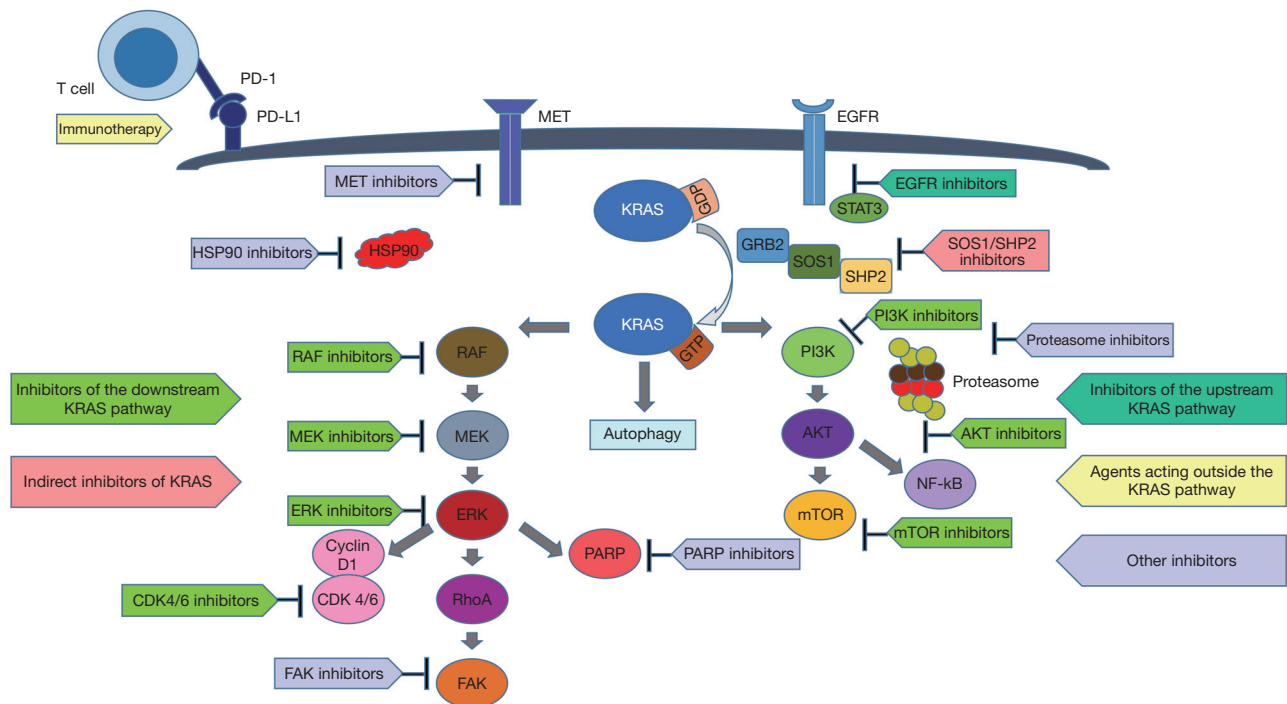 T cell
PD-1
PD-L1
Immunotherapy
MET
EGFR
MET inhibitors
KRAS
GDP
EGFR inhibitors
STAT3
HSP90 inhibitors
HSP90
GRB2
SOS1
SHP2
SOS1/SHP2
inhibitors
KRAS
GTP
PI3K inhibitors
Proteasome inhibitors
RAF inhibitors
RAF
PI3K
Proteasome
Inhibitors of the downstream
KRAS pathway
Inhibitors of the upstream
KRAS pathway
MEK inhibitors
MEK
Autophagy
AKT
AKT inhibitors
Indirect inhibitors of KRAS
NF-kB
Agents acting outside the
KRAS pathway
ERK inhibitors
ERK
mTOR
mTOR inhibitors
Cyclin
D1
PARP
PARP inhibitors
Other inhibitors
CDK4/6 inhibitors
CDK 4/6
RhoA
FAK inhibitors
FAK